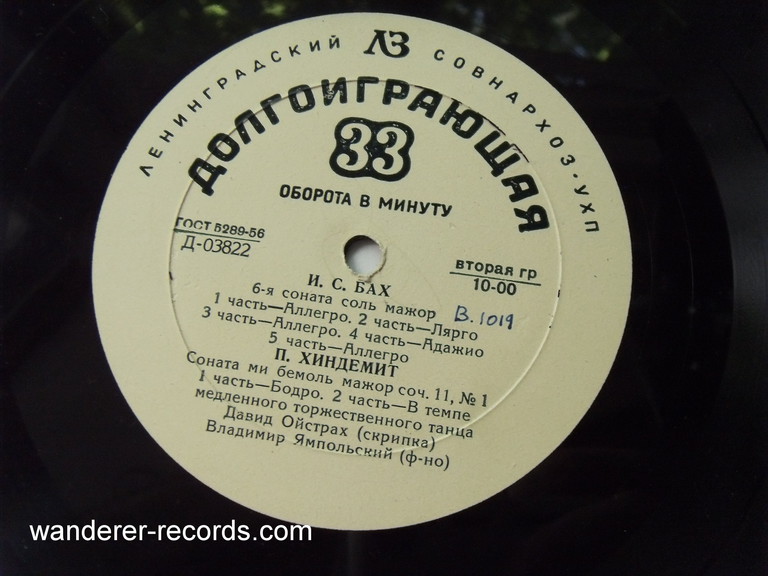 ЛЕНИНГРАДСКИЙ ЛЗ СОВНАРХОЗ·УХП
ДОЛГОИГРАЮЩАЯ
33
ОБОРОТА В МИНУТУ
ГОСТ 5289-56
Д-03822
вторая гр
10-00
И. С. БАХ
6-я соната соль мажор
B.1019
1 часть—Аллегро. 2 часть—Лярго
3 часть—Аллегро. 4 часть—Адажио
5 часть—Аллегро
П. ХИНДЕМИТ
Соната ми бемоль мажор соч. 11, № 1
1 часть—Бодро. 2 часть—В темпе
медленного торжественного танца
Давид Ойстрах (скрипка)
Владимир Ямпольский (ф-но)
wanderer-records.com